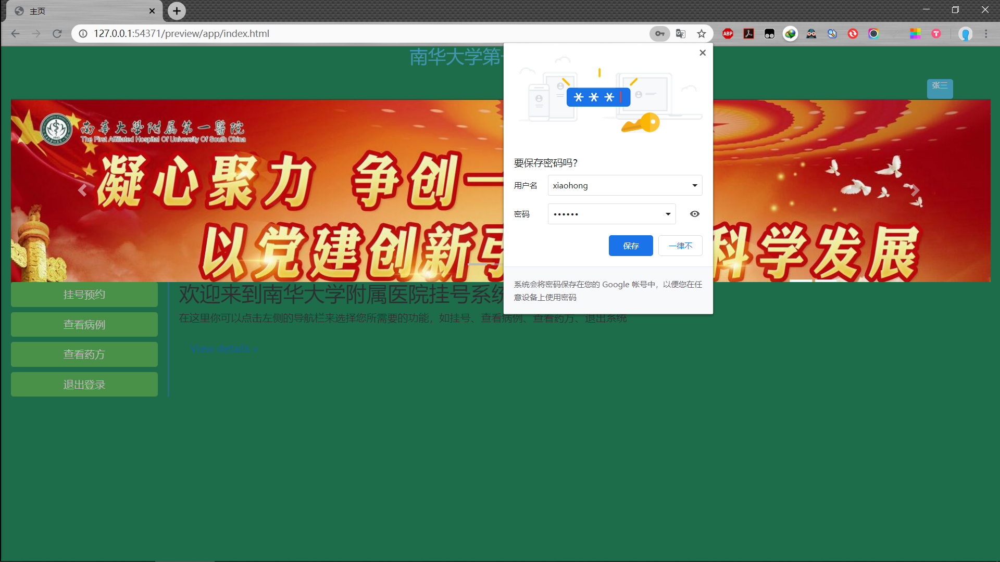 主页
127.0.0.1:54371/preview/app/index.html
ABP
南华大学第
张三
南華大學附属第一醫院
The First Affiliated Hospital Of University Of South China
凝心聚力 争创一
以党建创新引 科学发展
要保存密码吗?
用户名 xiaohong
密码 ••••••
保存 一律不
系统会将密码保存在您的 Google 帐号中，以便您在任
意设备上使用密码
挂号预约
查看病例
查看药方
退出登录
欢迎来到南华大学附属医院挂号系统
在这里你可以点击左侧的导航栏来选择您所需要的功能，如挂号、查看病例、查看药方、退出系统
View details »